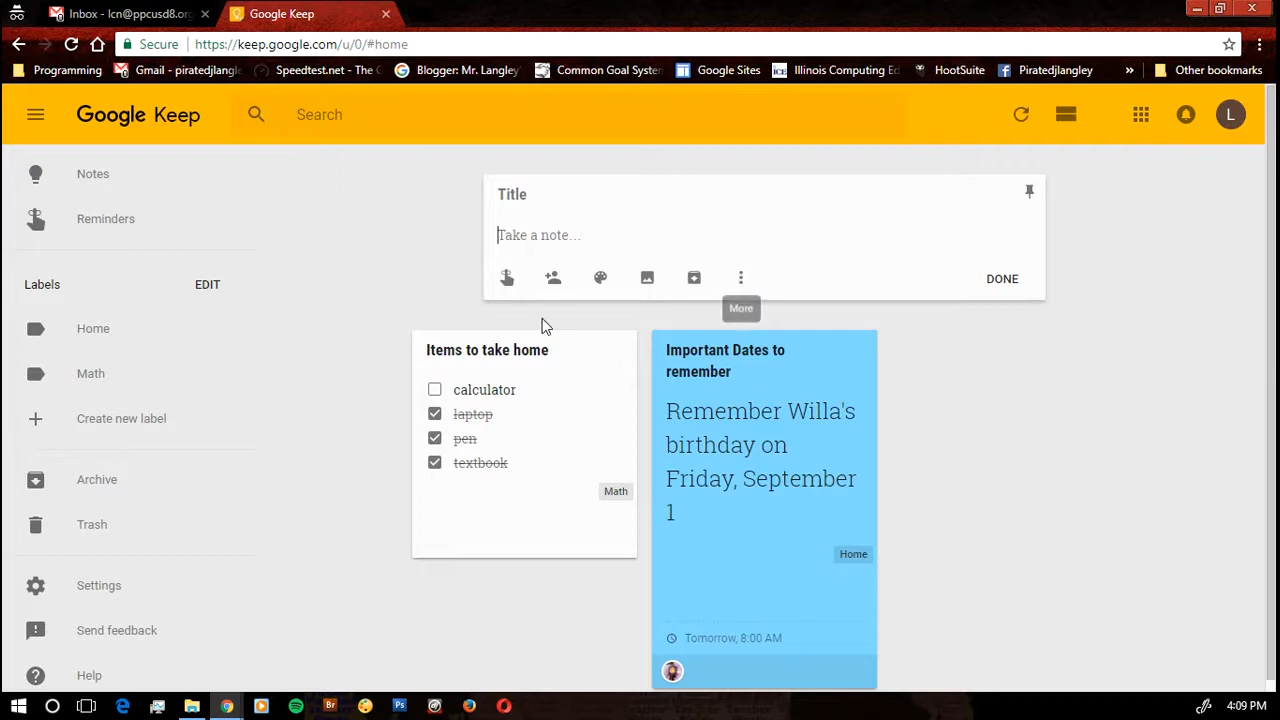 Inbox - lcn@ppcusd8.org
Google Keep
Secure https://keep.google.com/u/0/#home
Programming Gmail - piratedjlangle Speedtest.net - The G Blogger: Mr. Langley' Common Goal System Google Sites Illinois Computing Ed HootSuite Piratedjlangley » Other bookmarks
Google Keep
Search
L
Notes
Reminders
Labels EDIT
Home
Math
Create new label
Archive
Trash
Settings
Send feedback
Help
Title
Take a note...
DONE
More
Items to take home
calculator
laptop
pen
textbook
Math
Important Dates to
remember
Remember Willa's
birthday on
Friday, September
1
Home
Tomorrow, 8:00 AM
4:09 PM